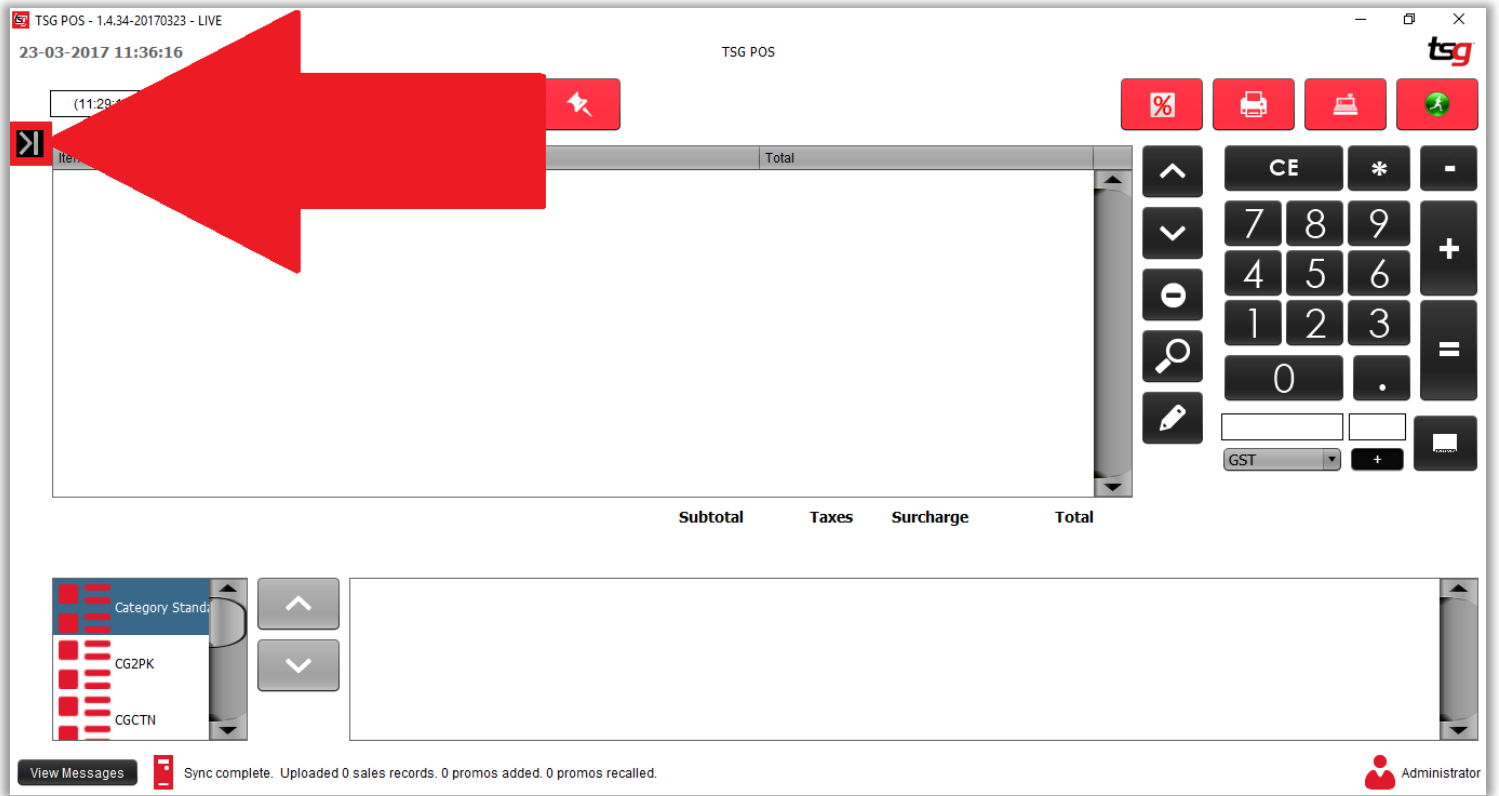 TSG POS - 1.4.34-20170323 - LIVE
23-03-2017 11:36:16
TSG POS
tsg
%
CE * -
7 8 9 +
4 5 6
1 2 3 =
0 .
Total
GST +
Subtotal Taxes Surcharge Total
CG2PK
CGCTN
Category
View Messages
Sync complete. Uploaded 0 sales records. 0 promos added. 0 promos recalled.
Administrator